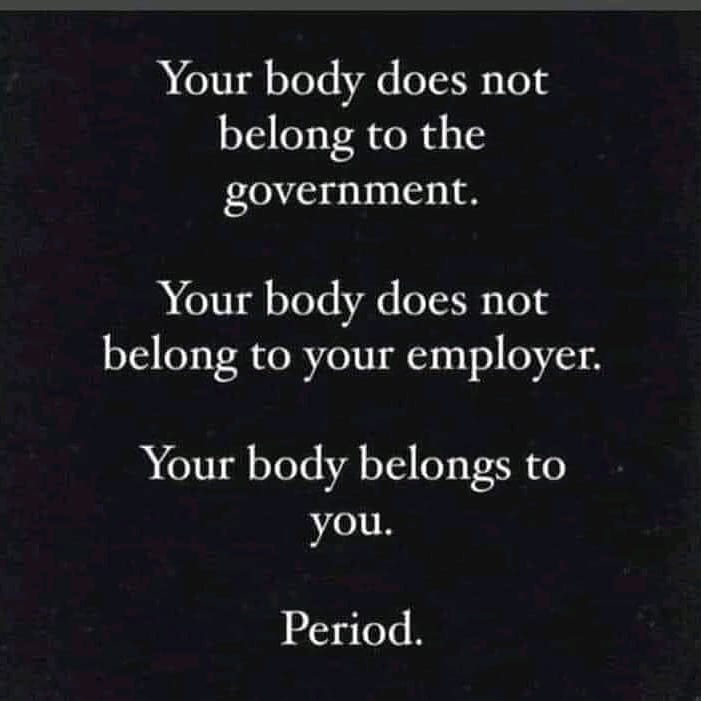 Your body does not
belong to the
government.
Your body does not
belong to your employer.
Your body belongs to
you.
Period.